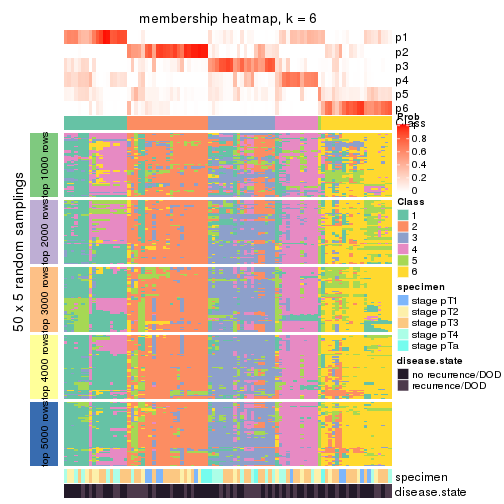 membership heatmap, k = 6
p1
p2
p3
p4
p5
p6
Class
Prob
1
0.8
0.6
0.4
0.2
0
Class
1
2
3
4
5
6
specimen
stage pT1
stage pT2
stage pT3
stage pT4
stage pTa
disease.state
no recurrence/DOD
recurrence/DOD
50 x 5 random samplings
top 1000 rows
top 2000 rows
top 3000 rows
top 4000 rows
top 5000 rows
specimen
disease.state